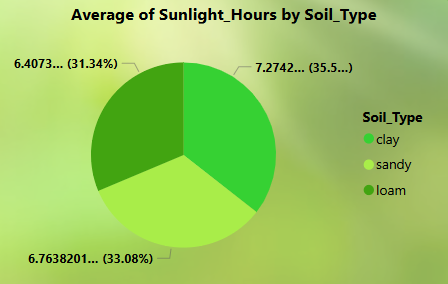 Average of Sunlight_Hours by Soil_Type
6.4073... (31.34%)
7.2742... (35.5...)
Soil_Type
clay
sandy
loam
6.7638201... (33.08%)